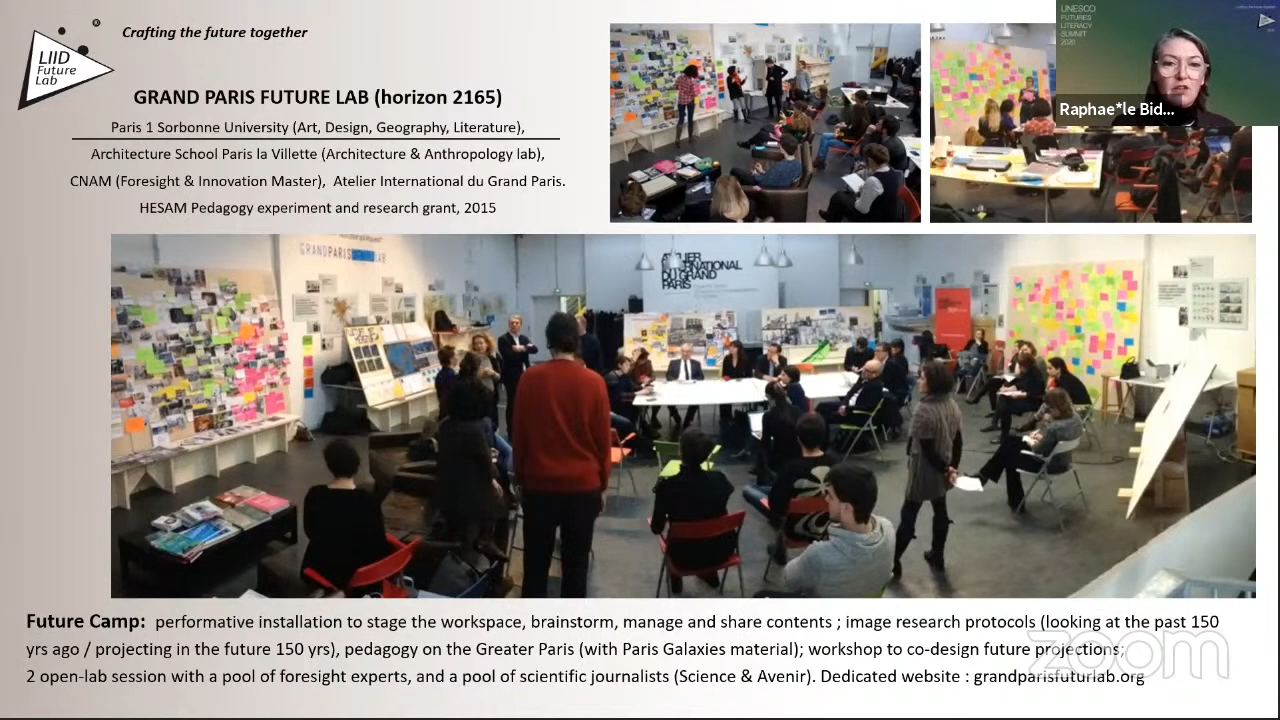 ®
Crafting the future together
LIID
Future
Lab
GRAND PARIS FUTURE LAB (horizon 2165)
Paris 1 Sorbonne University (Art, Design, Geography, Literature),
Architecture School Paris la Villette (Architecture & Anthropology lab),
CNAM (Foresight & Innovation Master), Atelier International du Grand Paris.
HESAM Pedagogy experiment and research grant, 2015
UNESCO
FUTURES
LITERACY
SUMMIT
2020
Raphae*le Bid...
GRANDPARIS
ATELIER
INTERNATIONAL
DU GRAND
PARIS
Future Camp: performative installation to stage the workspace, brainstorm, manage and share contents ; image research protocols (looking at the past 150
yrs ago / projecting in the future 150 yrs), pedagogy on the Greater Paris (with Paris Galaxies material); workshop to co-design future projections;
2 open-lab session with a pool of foresight experts, and a pool of scientific journalists (Science & Avenir). Dedicated website : grandparisfuturlab.org
zoom